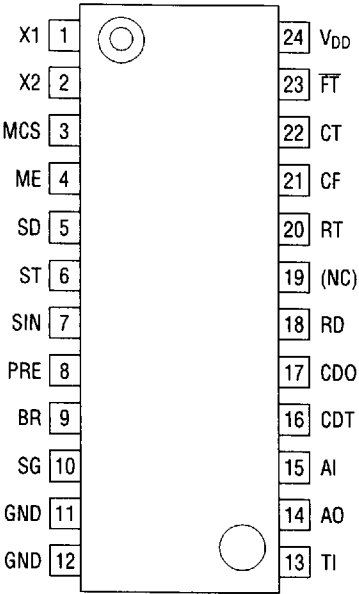 X1 1 24 VDD
X2 2 23 F̅T̅
MCS 3 22 CT
ME 4 21 CF
SD 5 20 RT
ST 6 19 (NC)
SIN 7 18 RD
PRE 8 17 CDO
BR 9 16 CDT
SG 10 15 AI
GND 11 14 AO
GND 12 13 TI